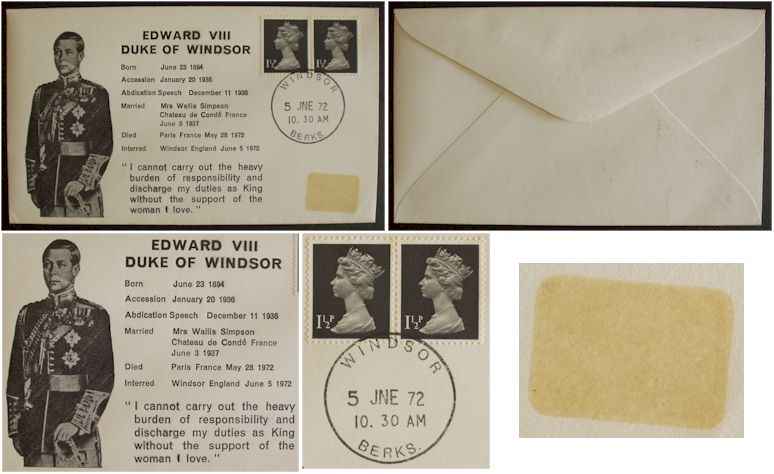 EDWARD VIII
DUKE OF WINDSOR
Born June 23 1894
Accession January 20 1936
Abdication Speech December 11 1936
Married Mrs Wallis Simpson
Chateau de Condé France
June 3 1937
Died Paris France May 28 1972
Interred Windsor England June 5 1972
"I cannot carry out the heavy
burden of responsibility and
discharge my duties as King
without the support of the
woman I love."
1½P 1½P
WINDSOR
5 JNE 72
10.30 AM
BERKS.
EDWARD VIII
DUKE OF WINDSOR
Born June 23 1894
Accession January 20 1936
Abdication Speech December 11 1936
Married Mrs Wallis Simpson
Chateau de Condé France
June 3 1937
Died Paris France May 28 1972
Interred Windsor England June 5 1972
"I cannot carry out the heavy
burden of responsibility and
discharge my duties as King
without the support of the
woman I love."
1½P 1½P
WINDSOR
5 JNE 72
10.30 AM
BERKS.